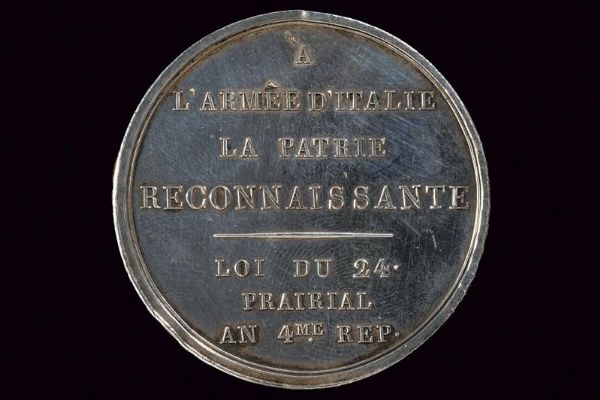 À
L'ARMÉE D'ITALIE
LA PATRIE
RECONNAISSANTE
LOI DU 24.
PRAIRIAL
AN 4ME REP.